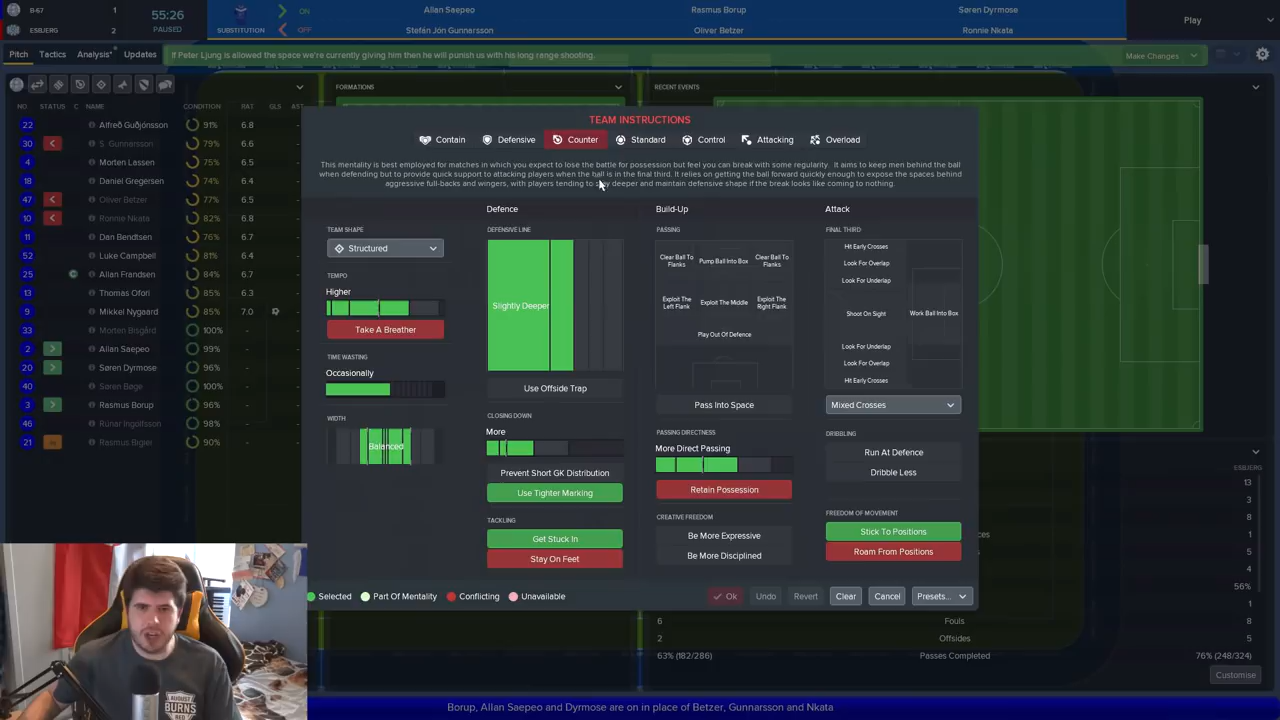 B-67
1
ESBJERG
2
55:26
PAUSED
SUBSTITUTION
ON
OFF
Allan Saepeo
Rasmus Borup
Søren Dyrmose
Stefán Jón Gunnarsson
Oliver Betzer
Ronnie Nkata
Play
Pitch
Tactics
Analysis*
Updates
If Peter Ljung is allowed the space we're currently giving him then he will punish us with his long range shooting.
Make Changes
FORMATIONS
RECENT EVENTS
NO
STATUS
C
NAME
CONDITION
RAT
GLS
AST
22 Alfreð Guðjónsson 91% 6.8 -
30 S. Gunnarsson 79% 6.6 -
4 Morten Lassen 75% 6.5 -
18 Daniel Gregersen 74% 6.4 -
47 Oliver Betzer 77% 6.5 -
10 Ronnie Nkata 82% 6.8 -
11 Dan Bendtsen 76% 6.7 -
52 Luke Campbell 81% 6.4 -
25 C Allan Frandsen 84% 6.7 -
13 Thomas Ofori 85% 6.3 -
9 Mikkel Nygaard 85% 7.0
33 Morten Bisgård 100% - -
2 Allan Saepeo 99% - -
20 Søren Dyrmose 96% - -
40 Søren Bøge 100% - -
3 Rasmus Borup 96% - -
46 Rúnar Ingolfsson 98% - -
21 Rasmus Bigler 90% - -
TEAM INSTRUCTIONS
Contain
Defensive
Counter
Standard
Control
Attacking
Overload
This mentality is best employed for matches in which you expect to lose the battle for possession but feel you can break with some regularity. It aims to keep men behind the ball
when defending but to provide quick support to attacking players when the ball is in the final third. It relies on getting the ball forward quickly enough to expose the spaces behind
aggressive full-backs and wingers, with players tending to stay deeper and maintain defensive shape if the break looks like coming to nothing.
TEAM SHAPE
Structured
TEMPO
Higher
Take A Breather
TIME WASTING
Occasionally
WIDTH
Balanced
Defence
DEFENSIVE LINE
Slightly Deeper
Use Offside Trap
CLOSING DOWN
More
Prevent Short GK Distribution
Use Tighter Marking
TACKLING
Get Stuck In
Stay On Feet
Build-Up
PASSING
Clear Ball To Flanks
Pump Ball Into Box
Clear Ball To Flanks
Exploit The Left Flank
Exploit The Middle
Exploit The Right Flank
Play Out Of Defence
Pass Into Space
PASSING DIRECTNESS
More Direct Passing
Retain Possession
CREATIVE FREEDOM
Be More Expressive
Be More Disciplined
Attack
FINAL THIRD
Hit Early Crosses
Look For Overlap
Look For Underlap
Shoot On Sight
Work Ball Into Box
Look For Underlap
Look For Overlap
Hit Early Crosses
Mixed Crosses
DRIBBLING
Run At Defence
Dribble Less
FREEDOM OF MOVEMENT
Stick To Positions
Roam From Positions
Selected
Part Of Mentality
Conflicting
Unavailable
Ok
Undo
Revert
Clear
Cancel
Presets...
ESBJERG
13
3
8
5
4
56%
1
6 Fouls 8
2 Offsides 5
63% (182/286) Passes Completed 76% (248/324)
Customise
AUGUST
BURNS
RED
Borup, Allan Saepeo and Dyrmose are on in place of Betzer, Gunnarsson and Nkata